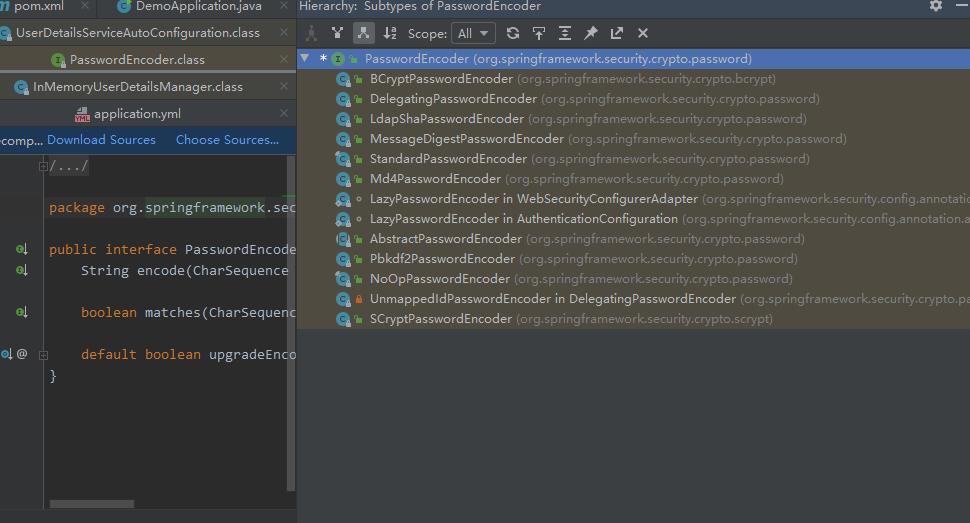 pom.xml
DemoApplication.java
UserDetailsServiceAutoConfiguration.class
PasswordEncoder.class
InMemoryUserDetailsManager.class
application.yml
Download Sources Choose Sources...
/.../
package org.springframework.sec
public interface PasswordEncode
String encode(CharSequence
boolean matches(CharSequenc
default boolean upgradeEnco
}
Hierarchy: Subtypes of PasswordEncoder
Scope: All
* PasswordEncoder (org.springframework.security.crypto.password)
BCryptPasswordEncoder (org.springframework.security.crypto.bcrypt)
DelegatingPasswordEncoder (org.springframework.security.crypto.password)
LdapShaPasswordEncoder (org.springframework.security.crypto.password)
MessageDigestPasswordEncoder (org.springframework.security.crypto.password)
StandardPasswordEncoder (org.springframework.security.crypto.password)
Md4PasswordEncoder (org.springframework.security.crypto.password)
LazyPasswordEncoder in WebSecurityConfigurerAdapter (org.springframework.security.config.annotation
LazyPasswordEncoder in AuthenticationConfiguration (org.springframework.security.config.annotation.a
AbstractPasswordEncoder (org.springframework.security.crypto.password)
Pbkdf2PasswordEncoder (org.springframework.security.crypto.password)
NoOpPasswordEncoder (org.springframework.security.crypto.password)
UnmappedIdPasswordEncoder in DelegatingPasswordEncoder (org.springframework.security.crypto.pa
SCryptPasswordEncoder (org.springframework.security.crypto.scrypt)